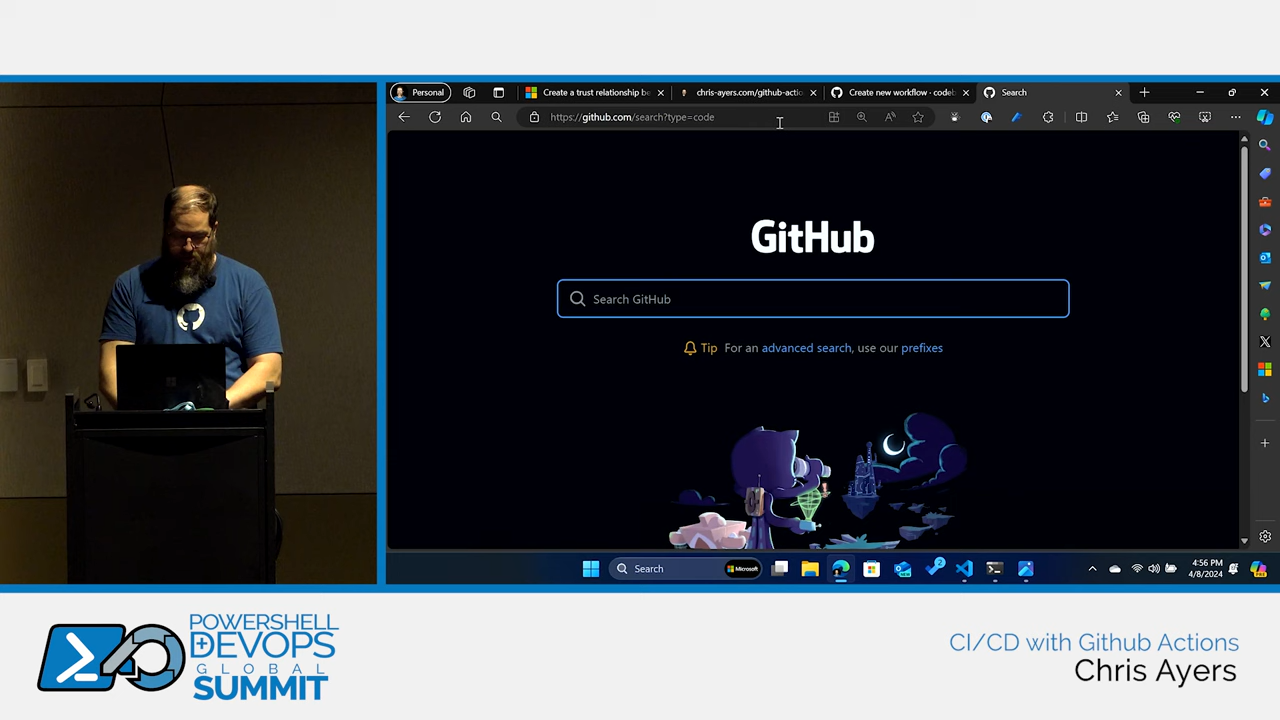 Personal
Create a trust relationship be
chris-ayers.com/github-actio
Create new workflow · codeb
Search
https://github.com/search?type=code
GitHub
Search GitHub
Tip For an advanced search, use our prefixes
Search
Microsoft
4:56 PM
4/8/2024
POWERSHELL
+DEVOPS
GLOBAL
SUMMIT
CI/CD with Github Actions
Chris Ayers